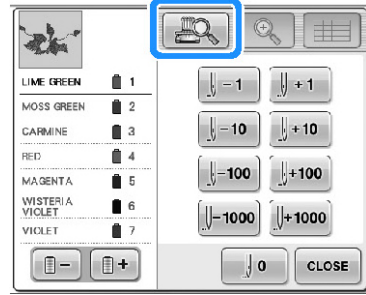 LIME GREEN 1
MOSS GREEN 2
CARMINE 3
RED 4
MAGENTA 5
WISTERIA
VIOLET 6
VIOLET 7
-1 +1
-10 +10
-100 +100
-1000 +1000
- +
0 CLOSE